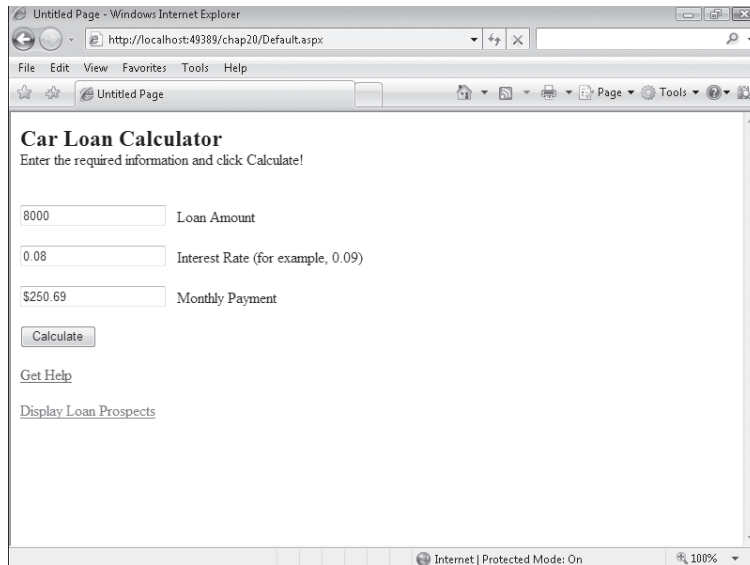 Untitled Page - Windows Internet Explorer
http://localhost:49389/chap20/Default.aspx
File Edit View Favorites Tools Help
Untitled Page
Page Tools
Car Loan Calculator
Enter the required information and click Calculate!
8000 Loan Amount
0.08 Interest Rate (for example, 0.09)
$250.69 Monthly Payment
Calculate
Get Help
Display Loan Prospects
Internet | Protected Mode: On 100%